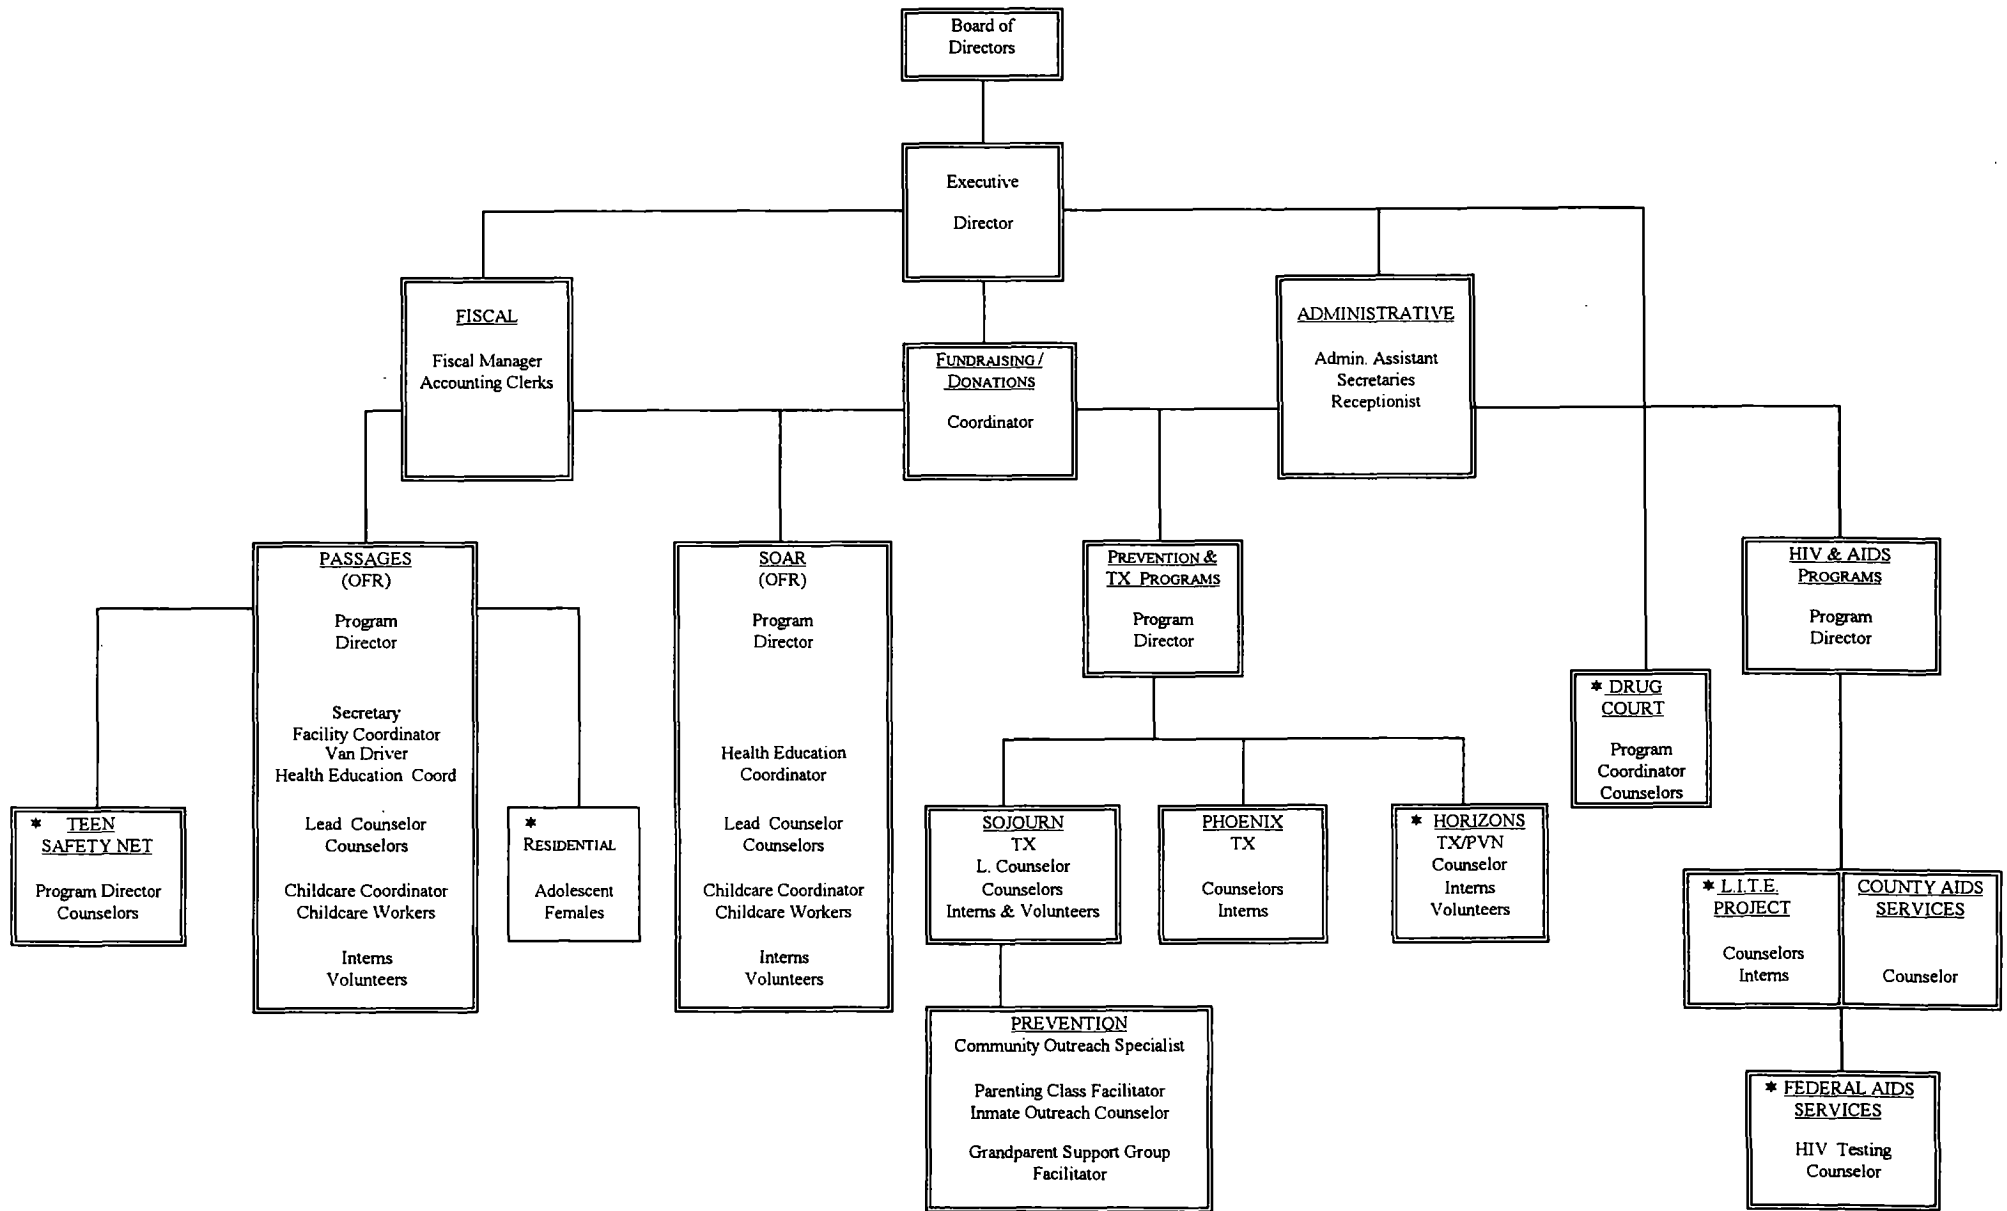 Board of
Directors
Executive
Director
FISCAL
Fiscal Manager
Accounting Clerks
FUNDRAISING /
DONATIONS
Coordinator
ADMINISTRATIVE
Admin. Assistant
Secretaries
Receptionist
PASSAGES
(OFR)
Program
Director
Secretary
Facility Coordinator
Van Driver
Health Education Coord
Lead Counselor
Counselors
Childcare Coordinator
Childcare Workers
Interns
Volunteers
SOAR
(OFR)
Program
Director
Health Education
Coordinator
Lead Counselor
Counselors
Childcare Coordinator
Childcare Workers
Interns
Volunteers
PREVENTION &
TX PROGRAMS
Program
Director
HIV & AIDS
PROGRAMS
Program
Director
* DRUG
COURT
Program
Coordinator
Counselors
* TEEN
SAFETY NET
Program Director
Counselors
*
RESIDENTIAL
Adolescent
Females
SOJOURN
TX
L. Counselor
Counselors
Interns & Volunteers
PHOENIX
TX
Counselors
Interns
* HORIZONS
TX/PVN
Counselor
Interns
Volunteers
* L.I.T.E.
PROJECT
Counselors
Interns
COUNTY AIDS
SERVICES
Counselor
PREVENTION
Community Outreach Specialist
Parenting Class Facilitator
Inmate Outreach Counselor
Grandparent Support Group
Facilitator
* FEDERAL AIDS
SERVICES
HIV Testing
Counselor